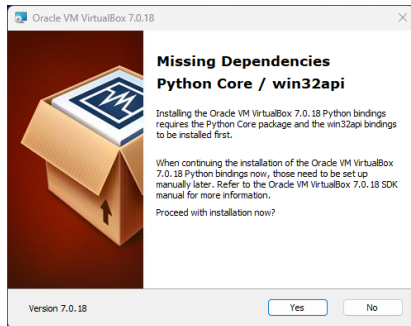 Oracle VM VirtualBox 7.0.18
Missing Dependencies
Python Core / win32api
Installing the Oracle VM VirtualBox 7.0.18 Python bindings
requires the Python Core package and the win32api bindings
to be installed first.
When continuing the installation of the Oracle VM VirtualBox
7.0.18 Python bindings now, those need to be set up
manually later. Refer to the Oracle VM VirtualBox 7.0.18 SDK
manual for more information.
Proceed with installation now?
Version 7.0.18
Yes
No